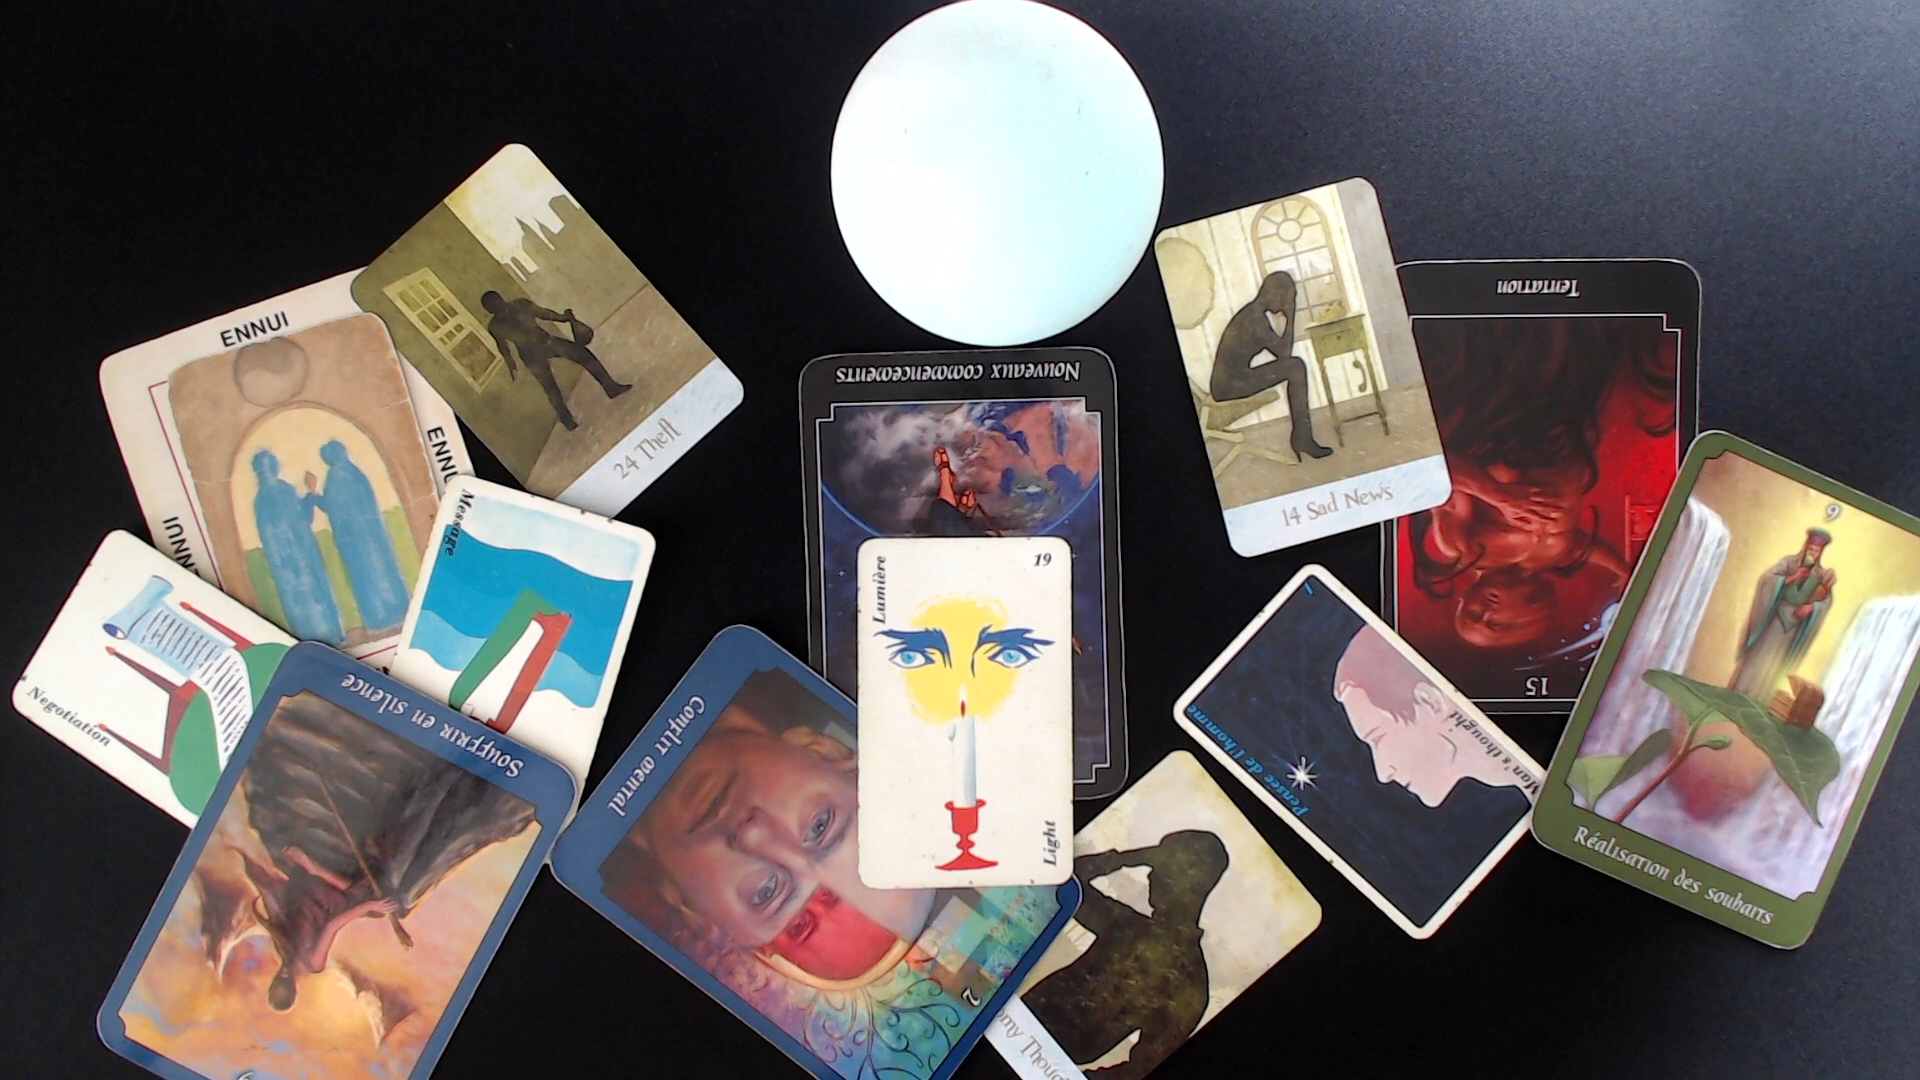 ENNUI
ENNUI
ENNUI
24 Theft
Message
Negotiation
Souffrir en silence
Conflit mental
2
Nouveaux commencements
19
Lumière
Light
14 Sad News
Tentation
15
1
Pensée de l'homme
Man's thought
9
Réalisation des souhaits